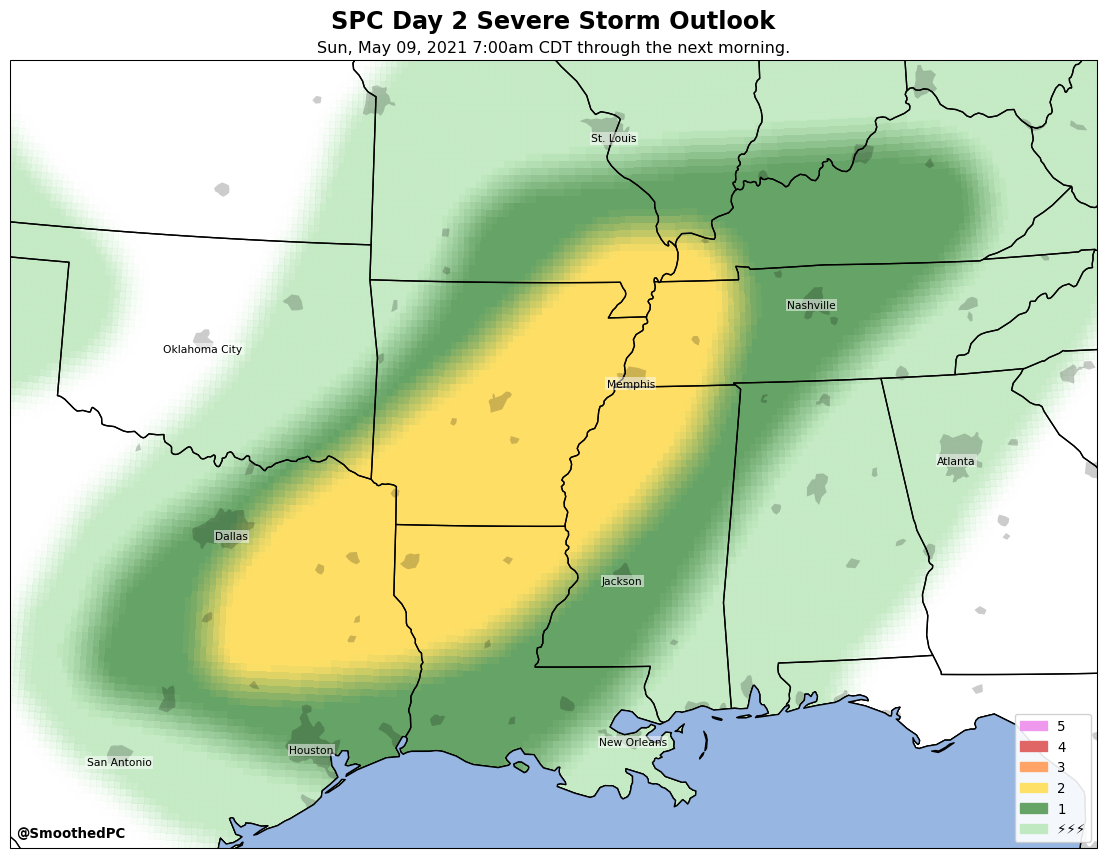 SPC Day 2 Severe Storm Outlook
Sun, May 09, 2021 7:00am CDT through the next morning.
St. Louis
Nashville
Oklahoma City
Memphis
Atlanta
Dallas
Jackson
New Orleans
Houston
San Antonio
5
4
3
2
1
⚡⚡⚡
@SmoothedPC